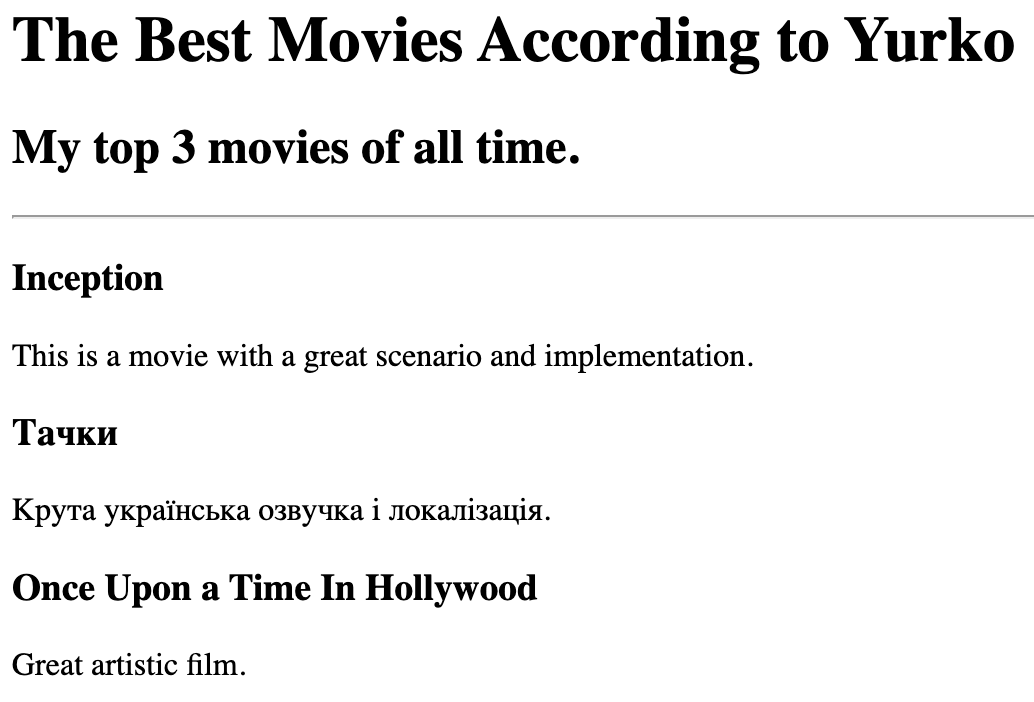 The Best Movies According to Yurko
My top 3 movies of all time.
Inception
This is a movie with a great scenario and implementation.
Тачки
Крута українська озвучка і локалізація.
Once Upon a Time In Hollywood
Great artistic film.